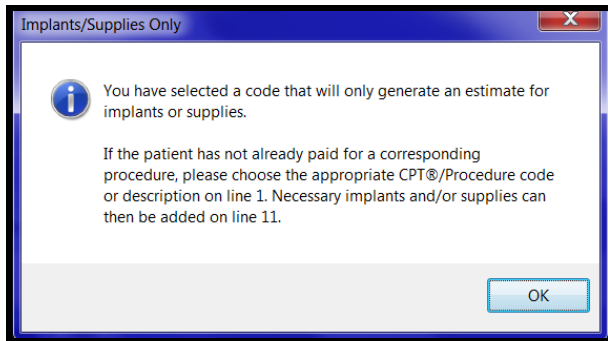 Implants/Supplies Only
You have selected a code that will only generate an estimate for
implants or supplies.
If the patient has not already paid for a corresponding
procedure, please choose the appropriate CPT®/Procedure code
or description on line 1. Necessary implants and/or supplies can
then be added on line 11.
OK